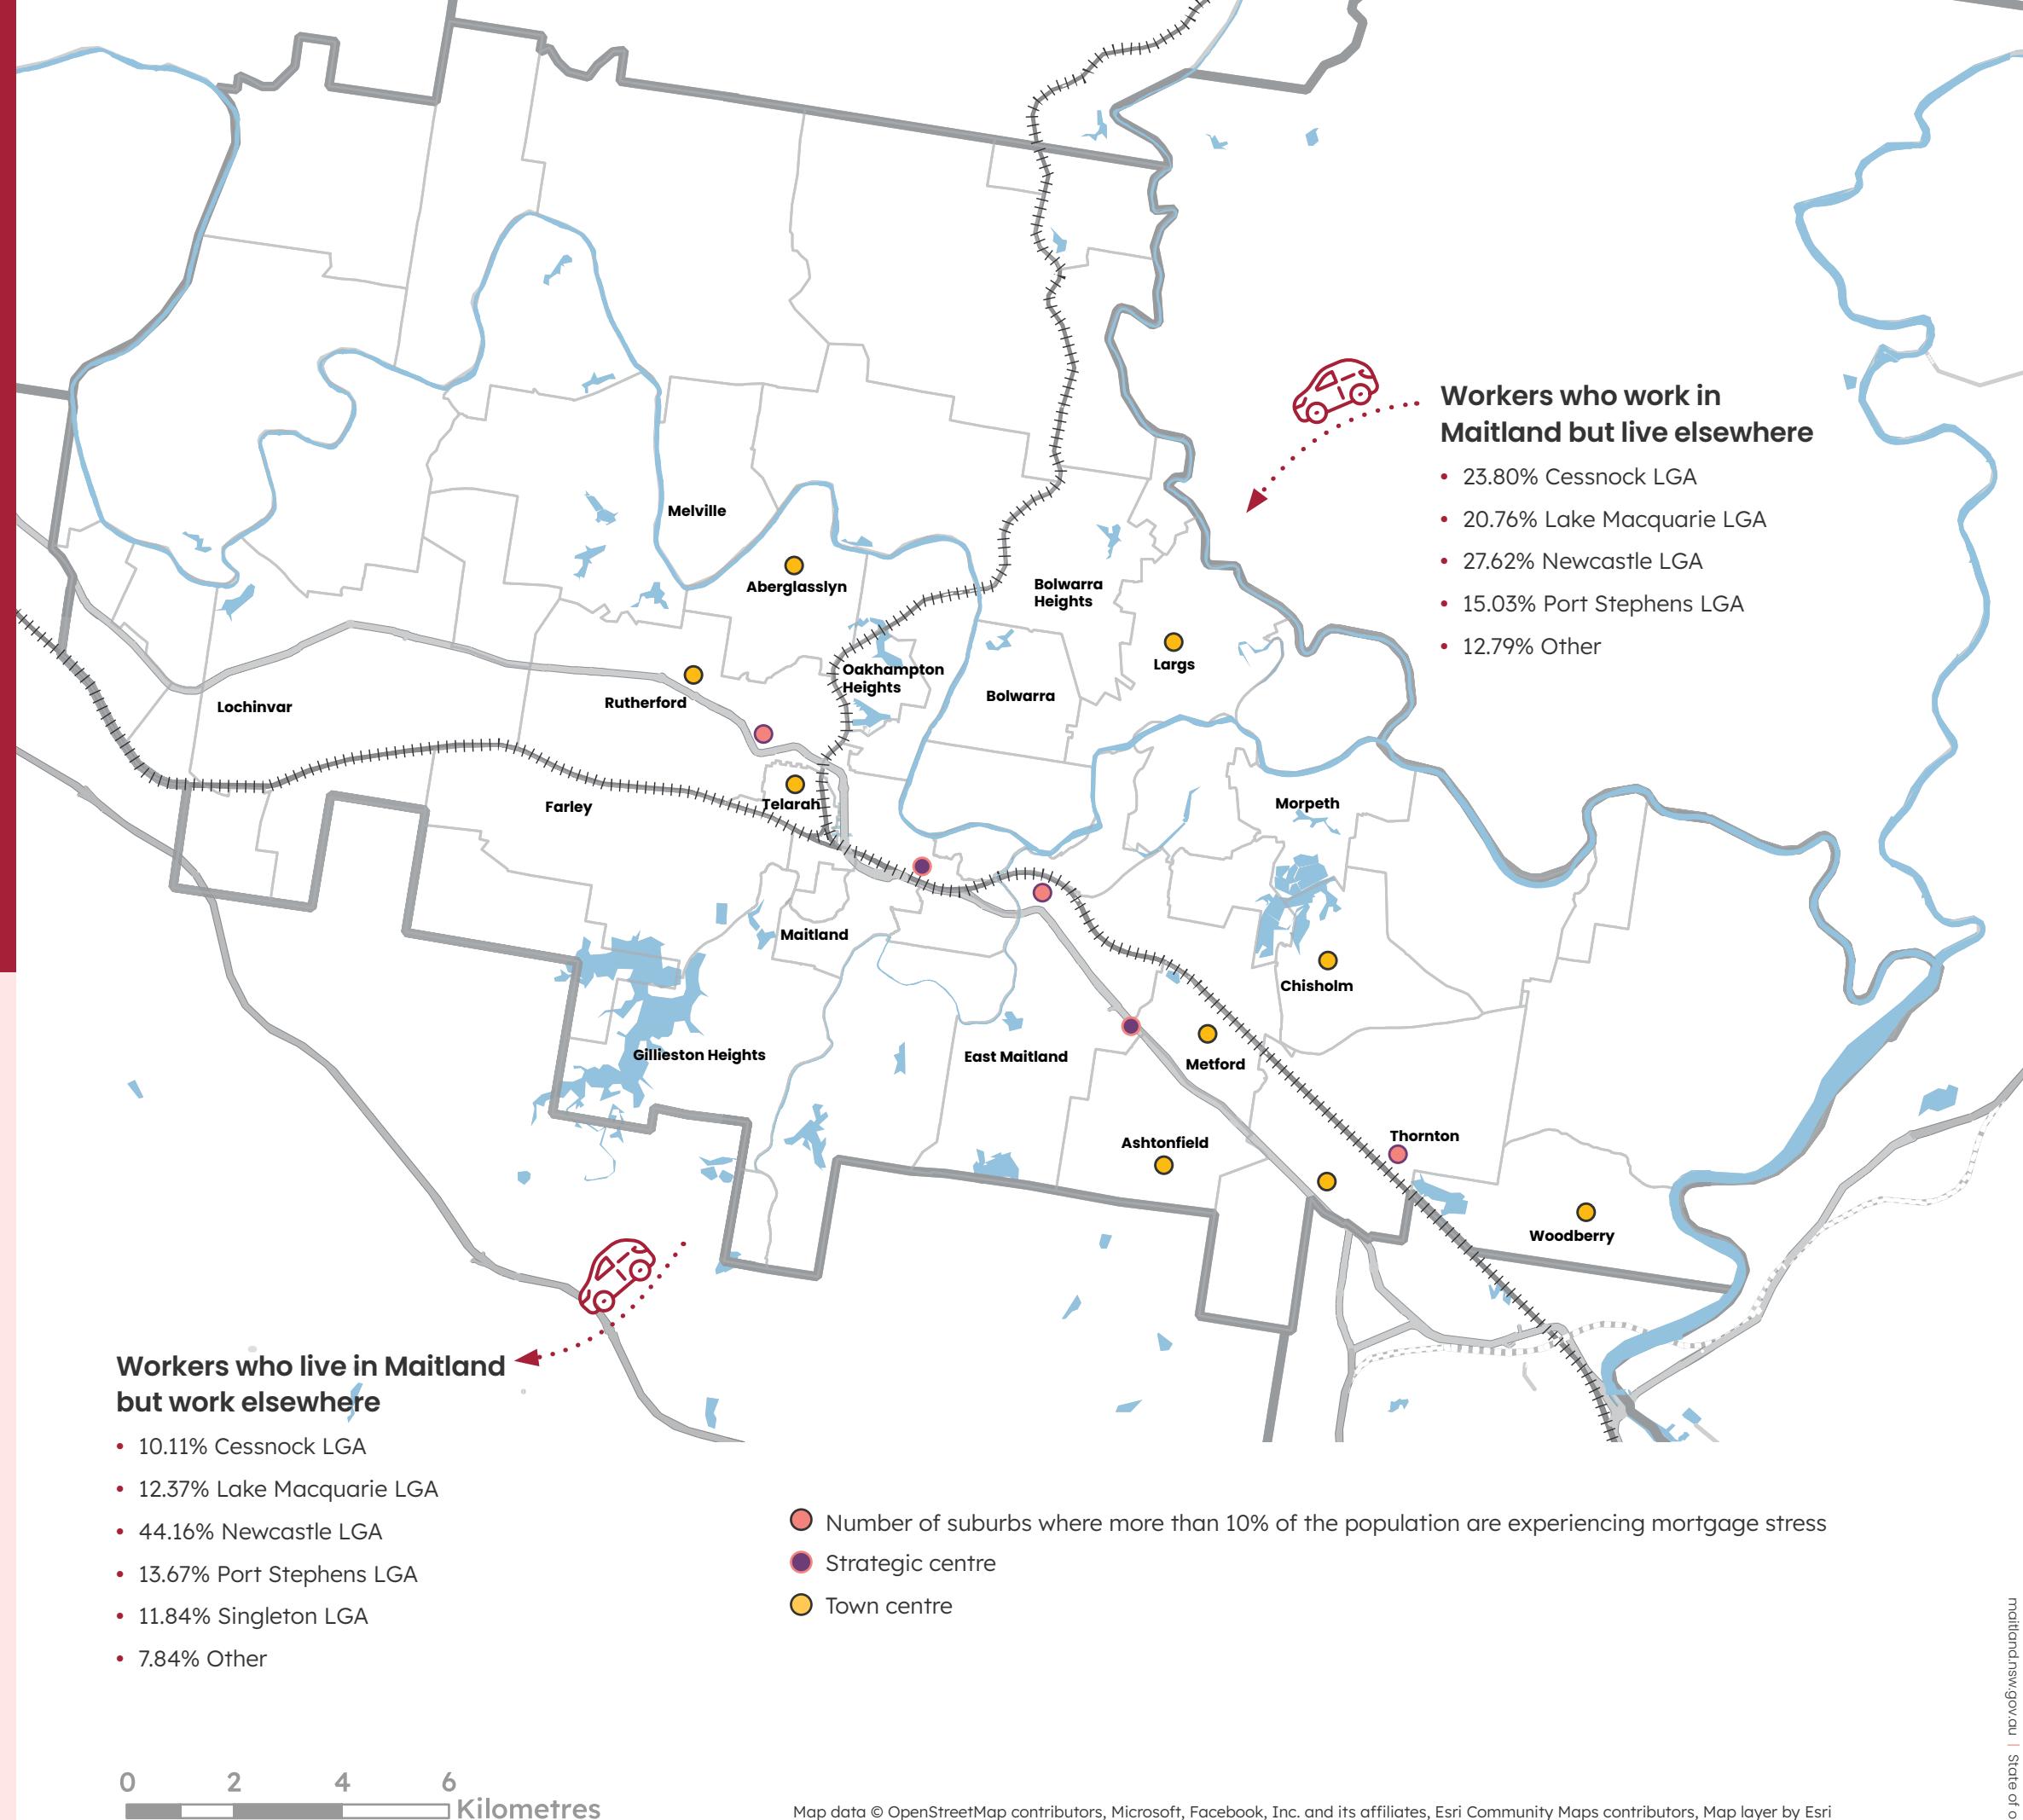 Workers who work in
Maitland but live elsewhere
• 23.80% Cessnock LGA
• 20.76% Lake Macquarie LGA
• 27.62% Newcastle LGA
• 15.03% Port Stephens LGA
• 12.79% Other
Melville
Aberglasslyn
Bolwarra
Heights
Largs
Oakhampton
Heights
Rutherford
Lochinvar
Bolwarra
Farley
Telarah
Morpeth
Maitland
Chisholm
Gillieston Heights
East Maitland
Metford
Ashtonfield
Thornton
Woodberry
Workers who live in Maitland
but work elsewhere
• 10.11% Cessnock LGA
• 12.37% Lake Macquarie LGA
• 44.16% Newcastle LGA
• 13.67% Port Stephens LGA
• 11.84% Singleton LGA
• 7.84% Other
Number of suburbs where more than 10% of the population are experiencing mortgage stress
Strategic centre
Town centre
0 2 4 6
Kilometres
Map data © OpenStreetMap contributors, Microsoft, Facebook, Inc. and its affiliates, Esri Community Maps contributors, Map layer by Esri
maitland.nsw.gov.au | State of o